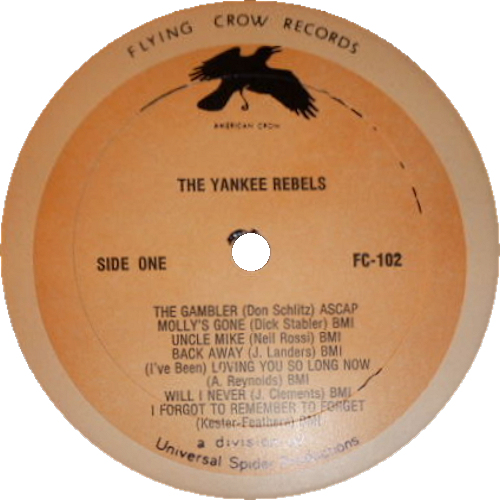 FLYING CROW RECORDS
AMERICAN CROW
THE YANKEE REBELS
SIDE ONE
FC-102
THE GAMBLER (Don Schlitz) ASCAP
MOLLY'S GONE (Dick Stabler) BMI
UNCLE MIKE (Neil Rossi) BMI
BACK AWAY (J. Landers) BMI
(I've Been) LOVING YOU SO LONG NOW
(A. Reynolds) BMI
WILL I NEVER (J. Clements) BMI
I FORGOT TO REMEMBER TO FORGET
(Kester-Feathers) BMI
a division of
Universal Spider Productions